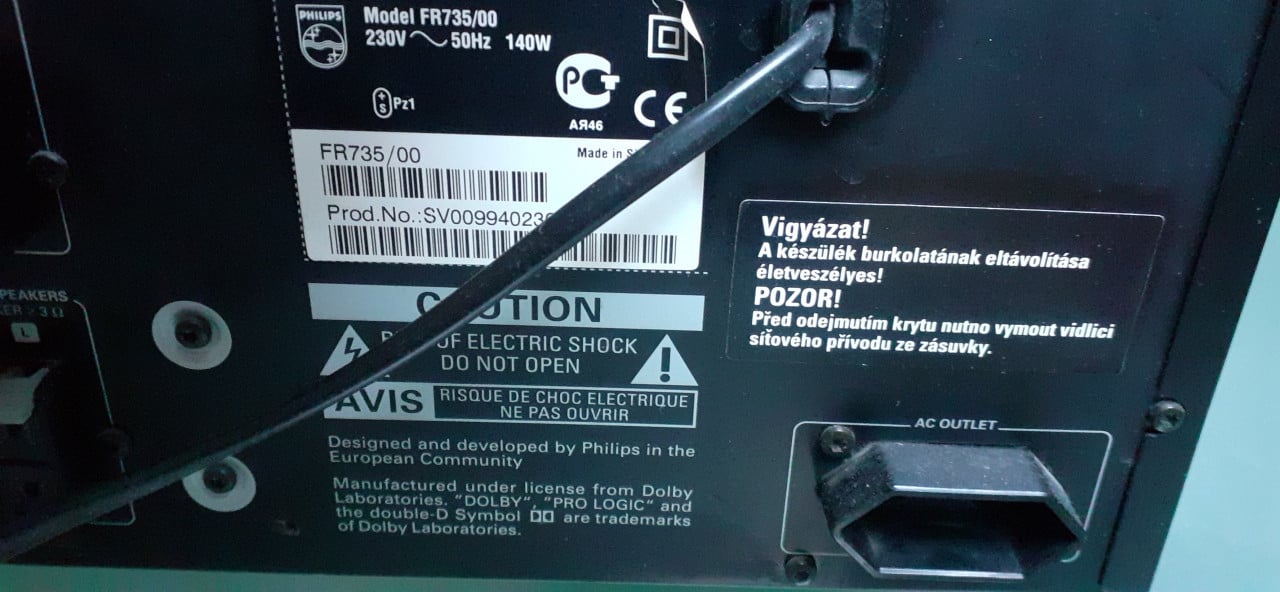 PHILIPS
Model FR735/00
230V 50Hz 140W
Pz1
АЯ46
CE
FR735/00
Made in
Prod.No.:SV00994023
Vigyázat!
A készülék burkolatának eltávolítása
életveszélyes!
POZOR!
Před odejmutím krytu nutno vymout vidlici
síťového přívodu ze zásuvky.
L
CAUTION
OF ELECTRIC SHOCK
DO NOT OPEN
AVIS
RISQUE DE CHOC ELECTRIQUE
NE PAS OUVRIR
Designed and developed by Philips in the
European Community
Manufactured under license from Dolby
Laboratories. "DOLBY", "PRO LOGIC" and
the double-D Symbol are trademarks
of Dolby Laboratories.
AC OUTLET